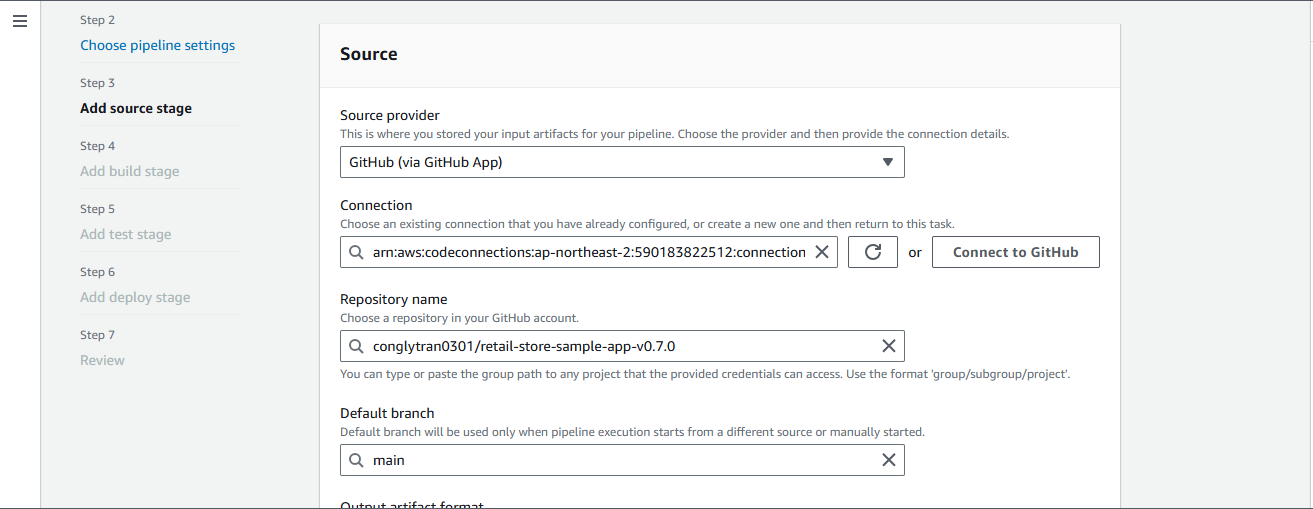 Step 2
Choose pipeline settings
Step 3
Add source stage
Step 4
Add build stage
Step 5
Add test stage
Step 6
Add deploy stage
Step 7
Review
Source
Source provider
This is where you stored your input artifacts for your pipeline. Choose the provider and then provide the connection details.
GitHub (via GitHub App)
Connection
Choose an existing connection that you have already configured, or create a new one and then return to this task.
arn:aws:codeconnections:ap-northeast-2:590183822512:connection
or
Connect to GitHub
Repository name
Choose a repository in your GitHub account.
conglytran0301/retail-store-sample-app-v0.7.0
You can type or paste the group path to any project that the provided credentials can access. Use the format 'group/subgroup/project'.
Default branch
Default branch will be used only when pipeline execution starts from a different source or manually started.
main
Output artifact format